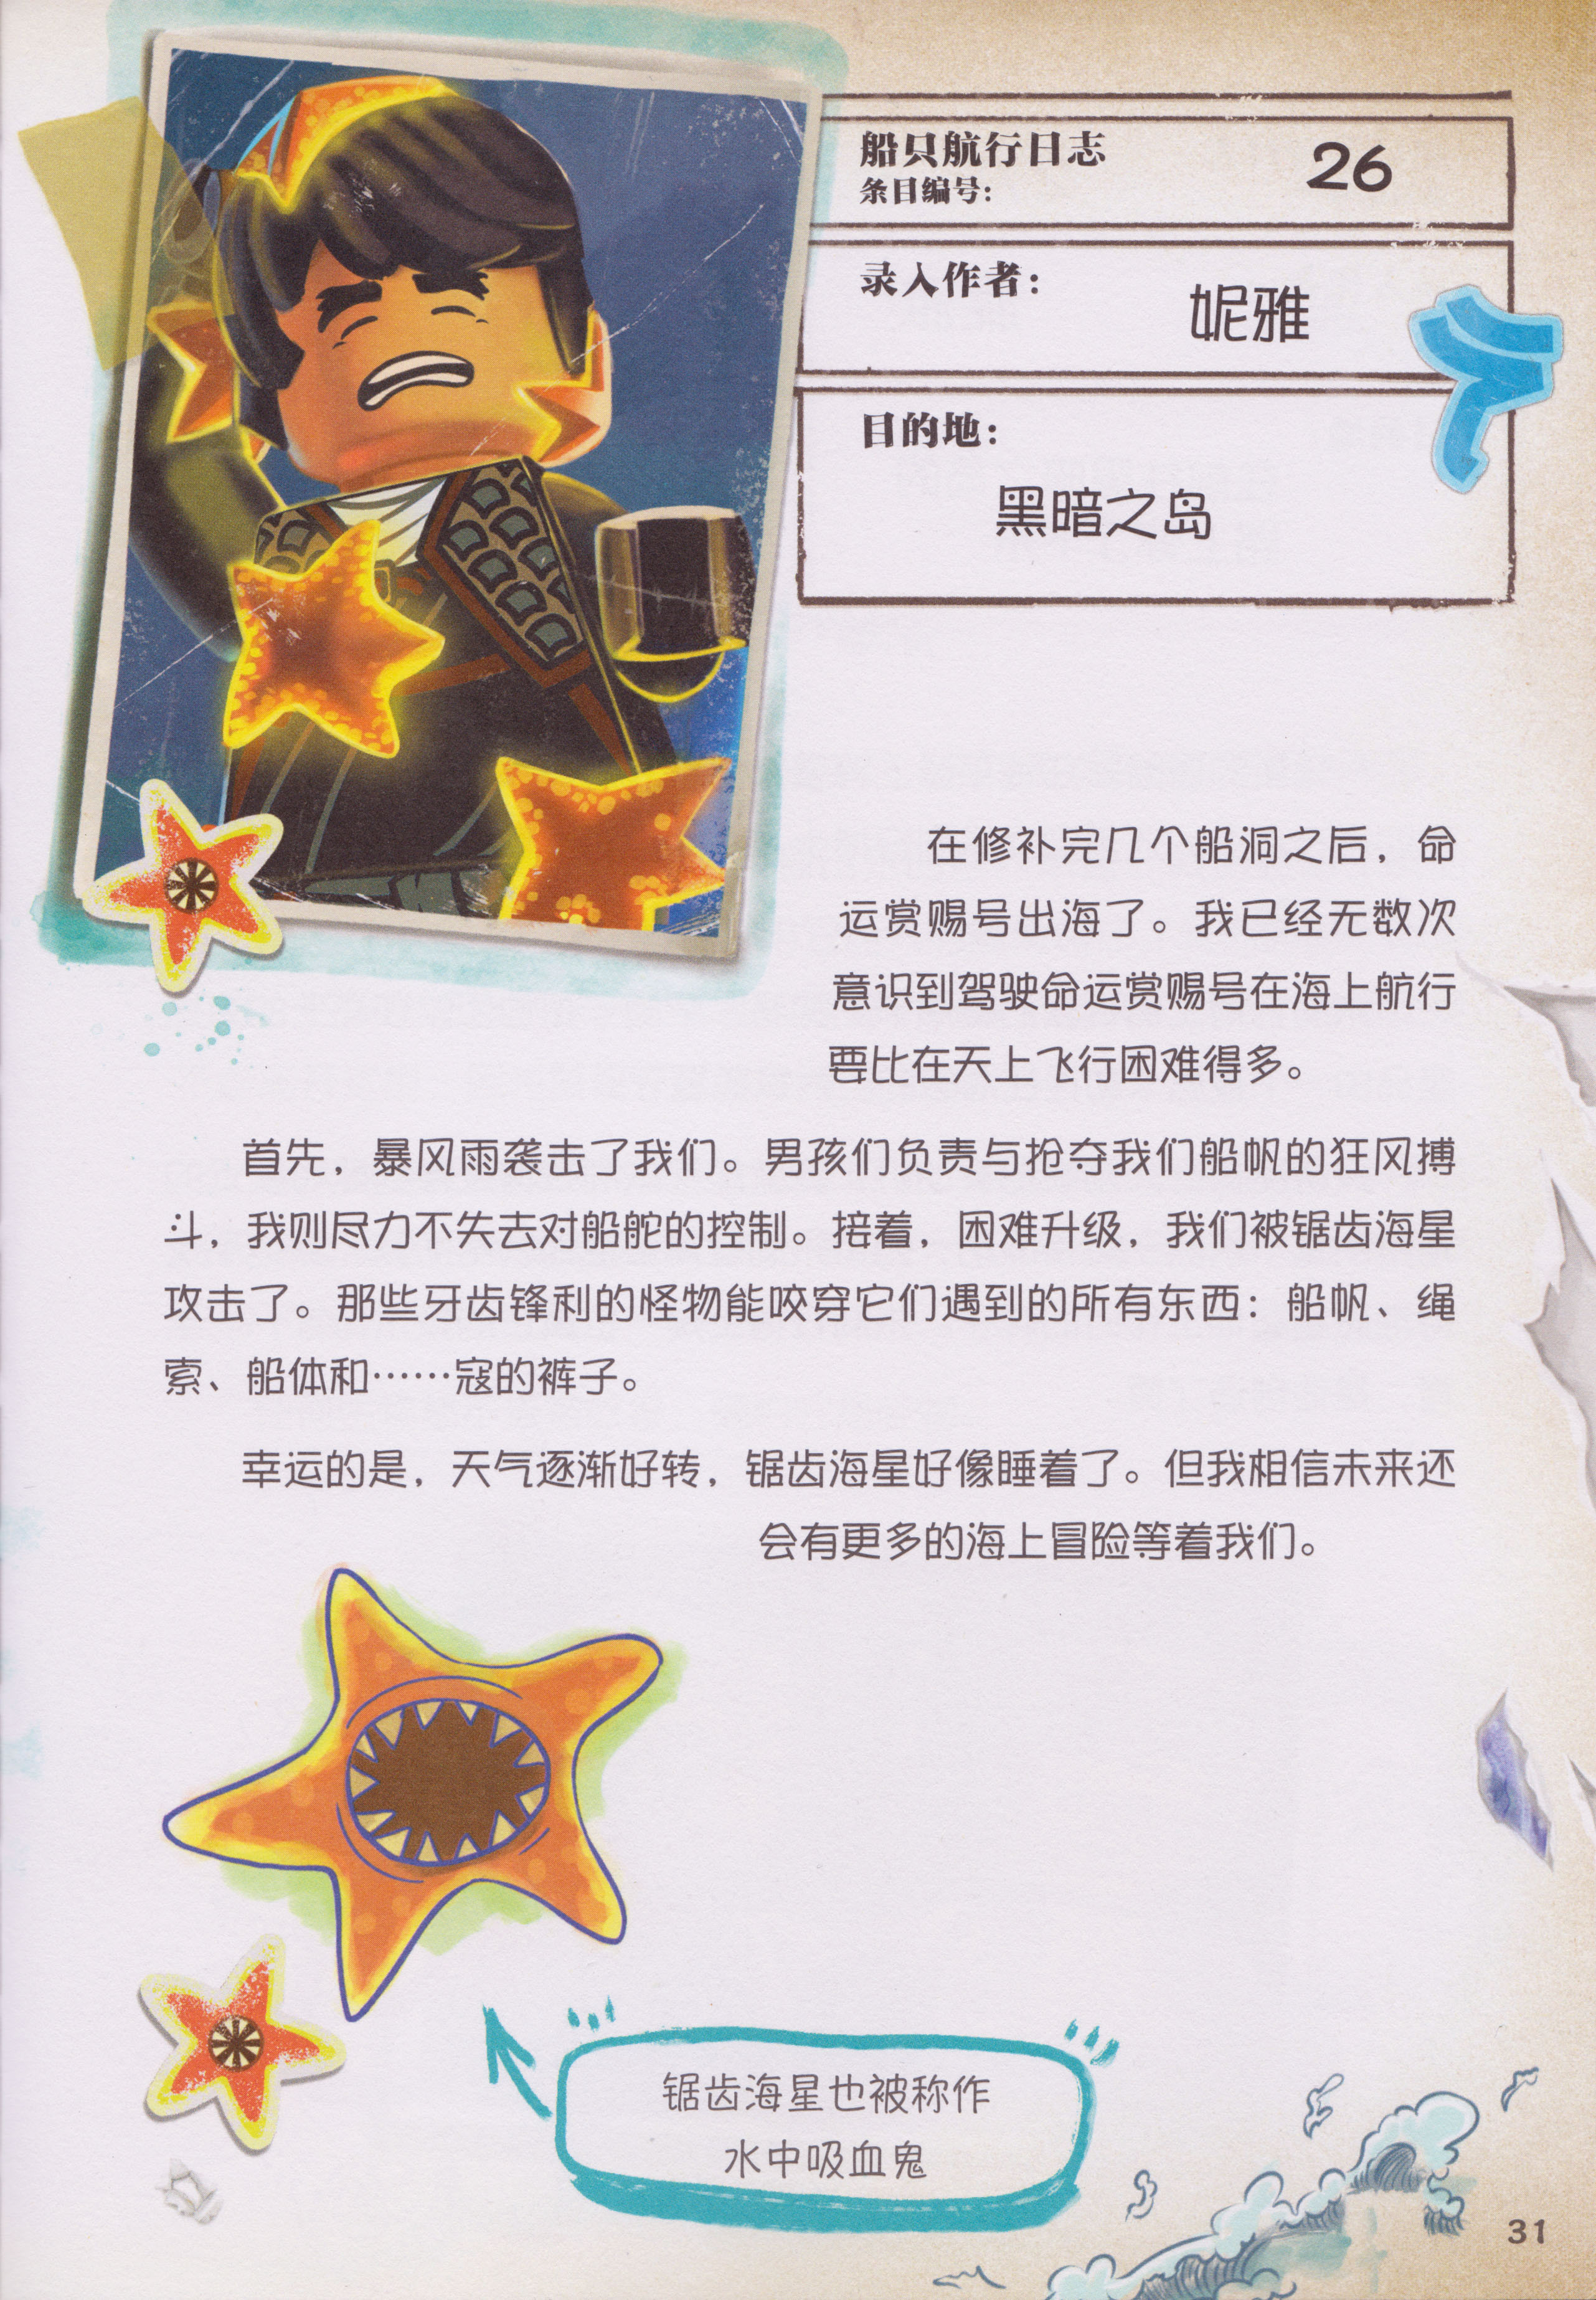 船只航行日志
条目编号：
26
录入作者：
妮雅
目的地：
黑暗之岛
在修补完几个船洞之后，命
运赏赐号出海了。我已经无数次
意识到驾驶命运赏赐号在海上航行
要比在天上飞行困难得多。
首先，暴风雨袭击了我们。男孩们负责与抢夺我们船帆的狂风搏
斗，我则尽力不失去对船舵的控制。接着，困难升级，我们被锯齿海星
攻击了。那些牙齿锋利的怪物能咬穿它们遇到的所有东西：船帆、绳
索、船体和……寇的裤子。
幸运的是，天气逐渐好转，锯齿海星好像睡着了。但我相信未来还
会有更多的海上冒险等着我们。
锯齿海星也被称作
水中吸血鬼
31